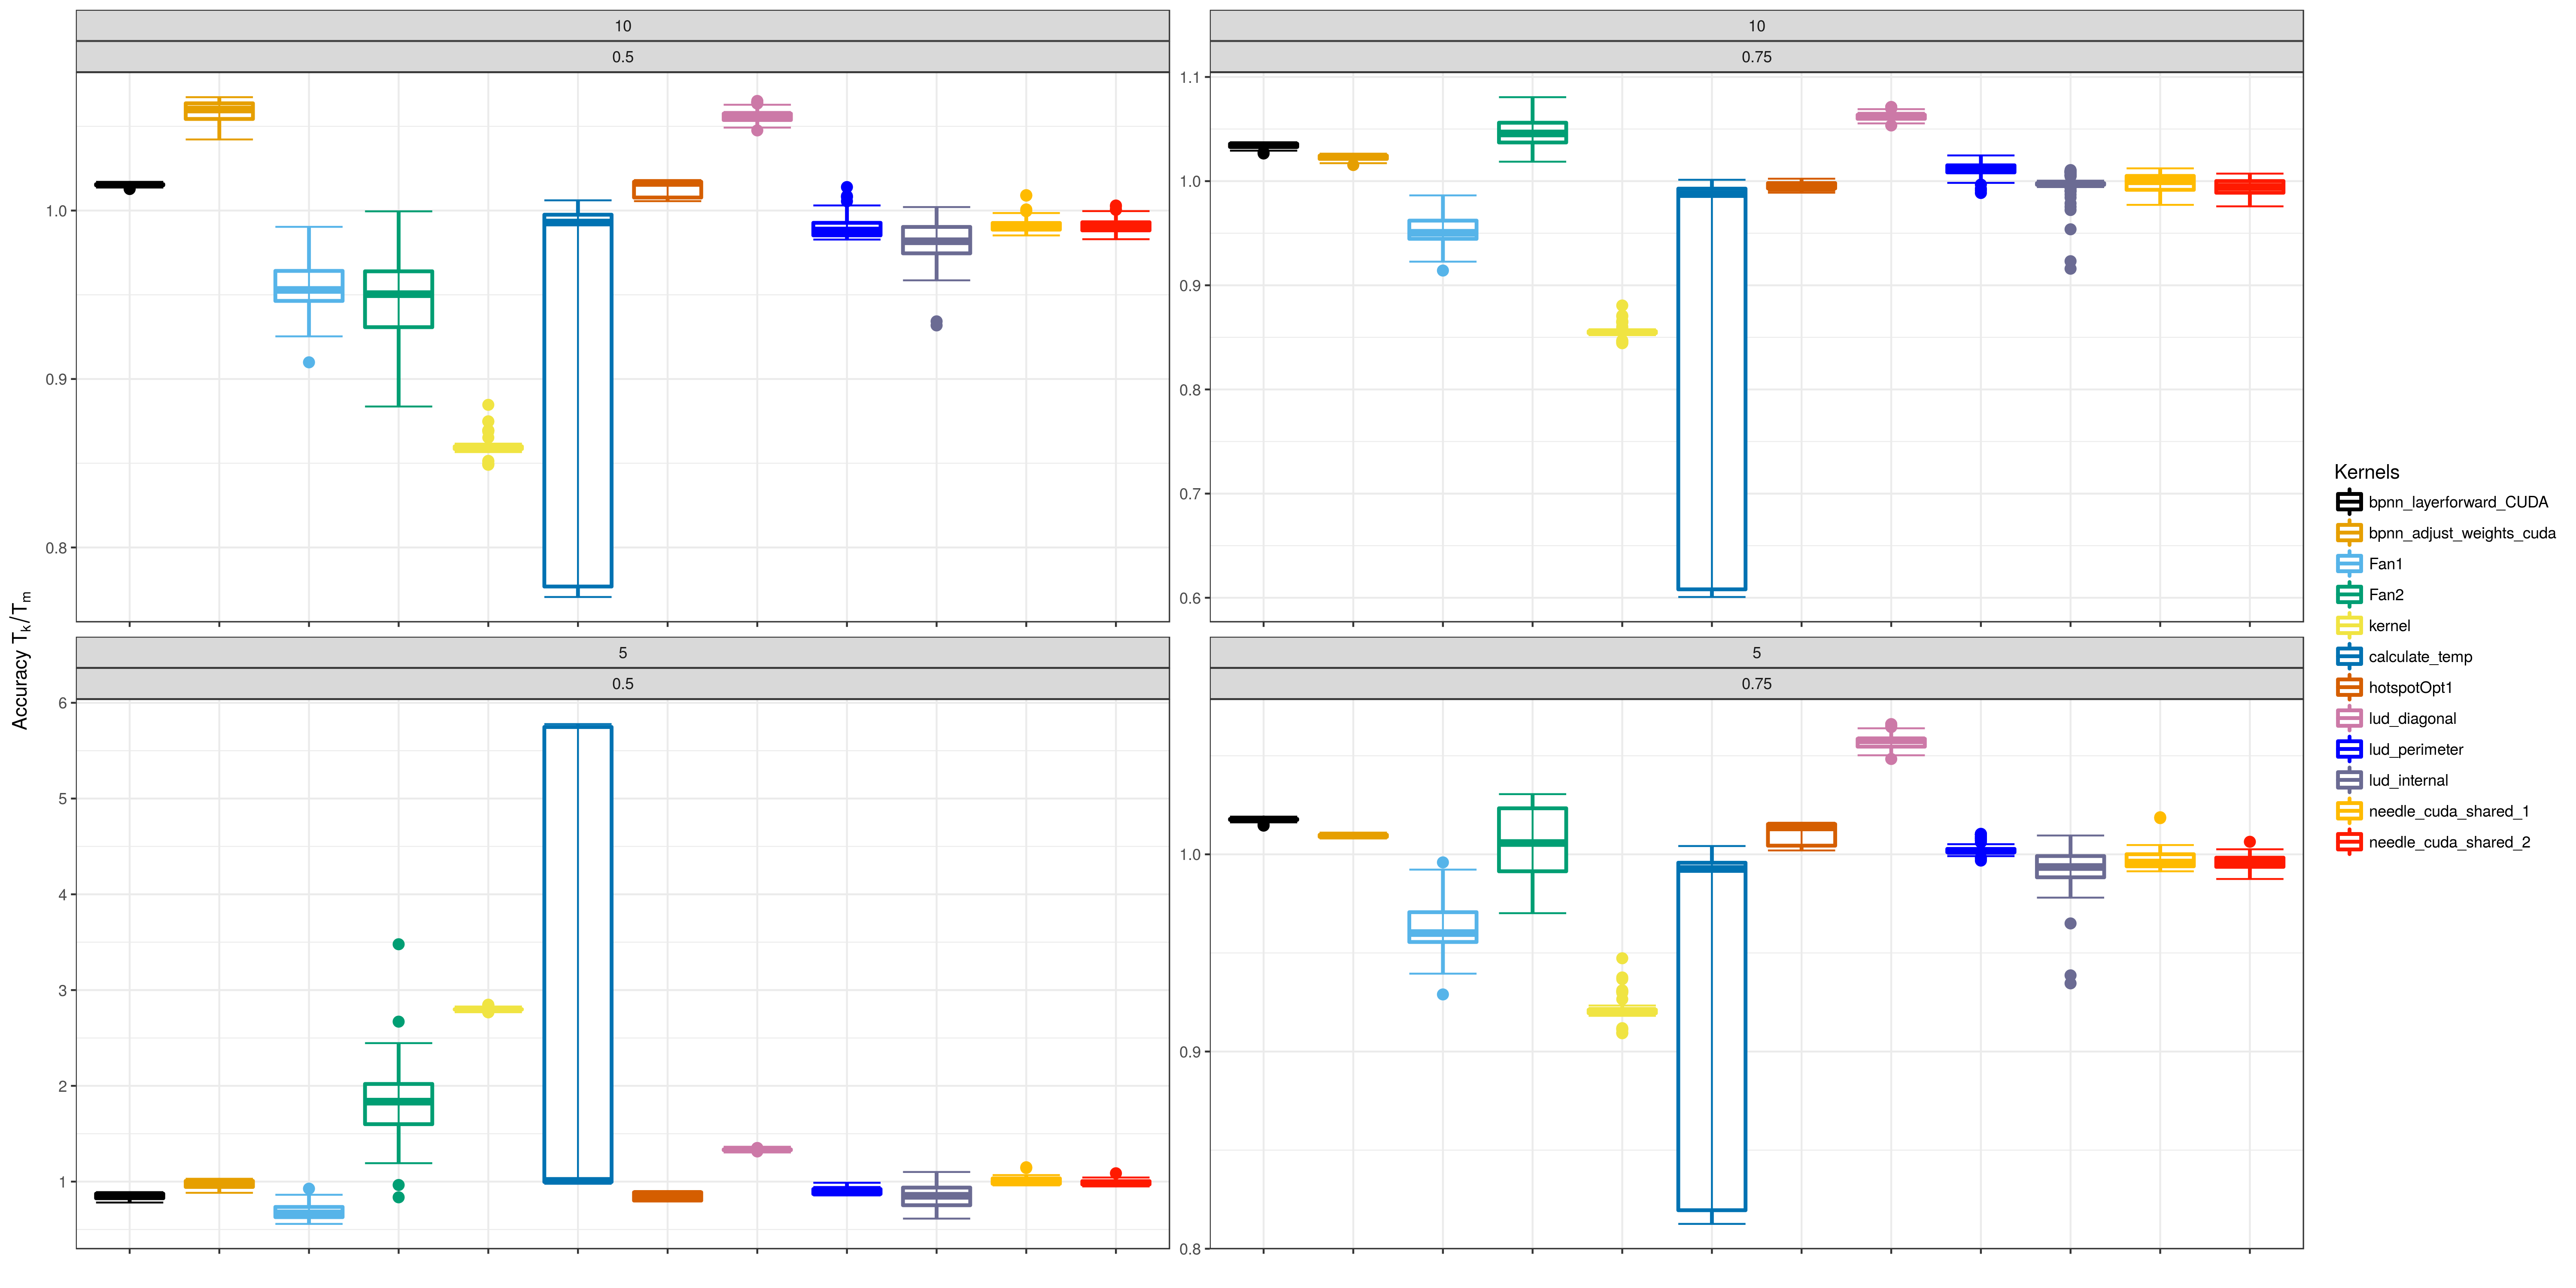 Accuracy Tk/Tm
10
0.5
1.0
0.9
0.8
10
0.75
1.1
1.0
0.9
0.8
0.7
0.6
5
0.5
6
5
4
3
2
1
5
0.75
1.0
0.9
0.8
Kernels
bpnn_layerforward_CUDA
bpnn_adjust_weights_cuda
Fan1
Fan2
kernel
calculate_temp
hotspotOpt1
lud_diagonal
lud_perimeter
lud_internal
needle_cuda_shared_1
needle_cuda_shared_2